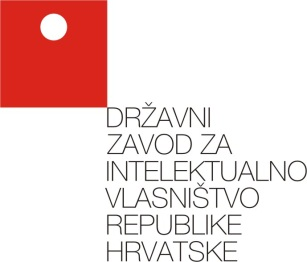 DRŽAVNI
ZAVOD ZA
INTELEKTUALNO
VLASNIŠTVO
REPUBLIKE
HRVATSKE